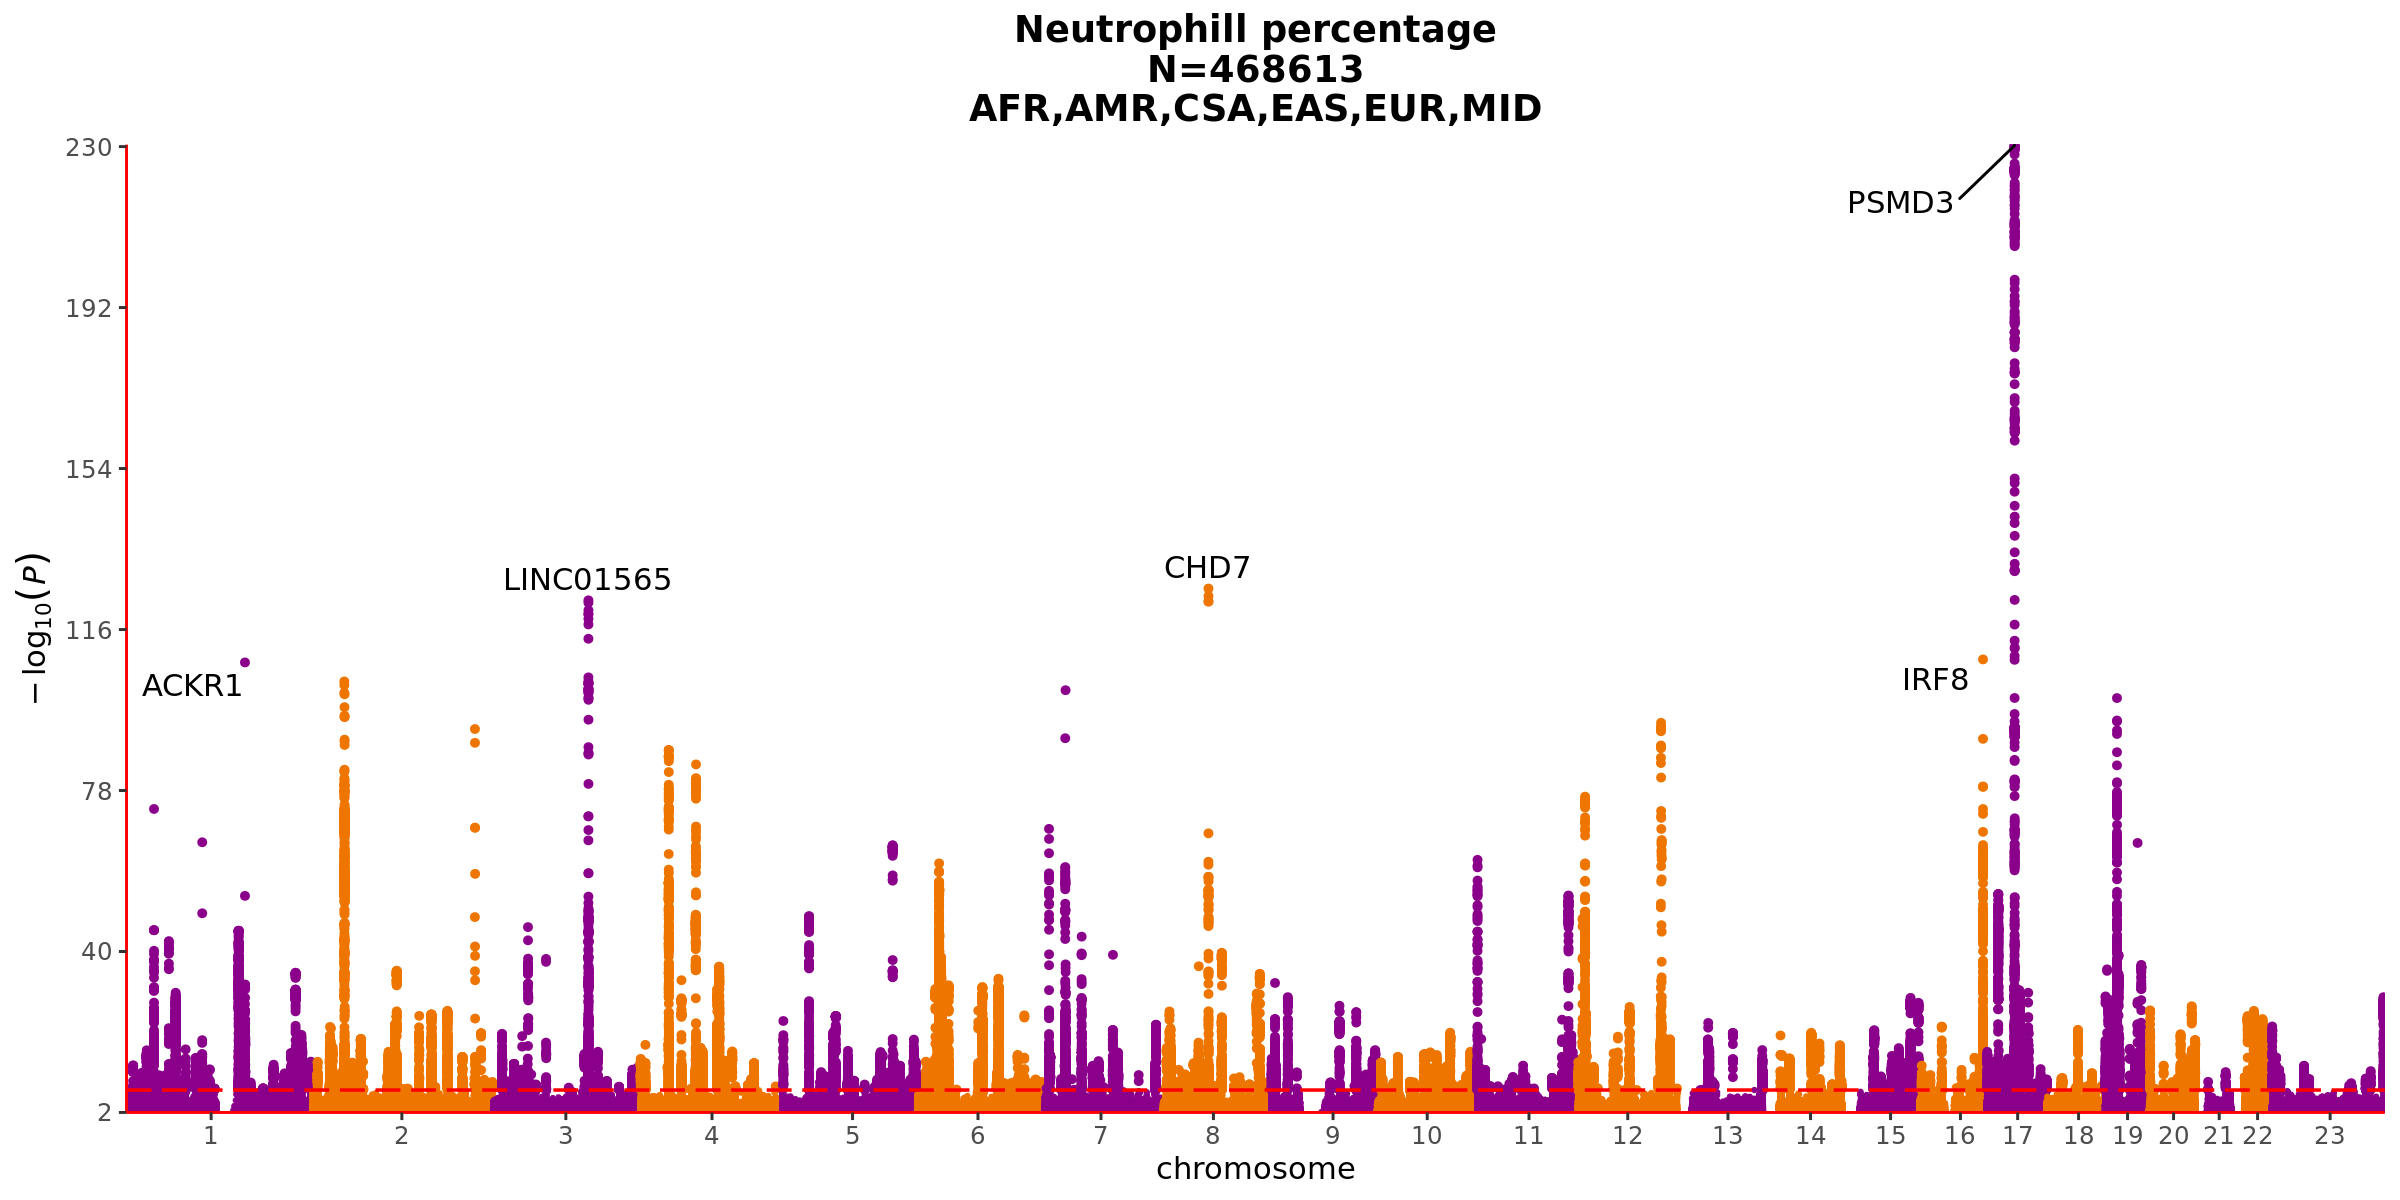 Neutrophill percentage
N=468613
AFR,AMR,CSA,EAS,EUR,MID
230
PSMD3
192
154
LINC01565
CHD7
116
ACKR1
IRF8
−log10(P)
78
40
2
1 2 3 4 5 6 7 8 9 10 11 12 13 14 15 16 17 18 19 20 21 22 23
chromosome